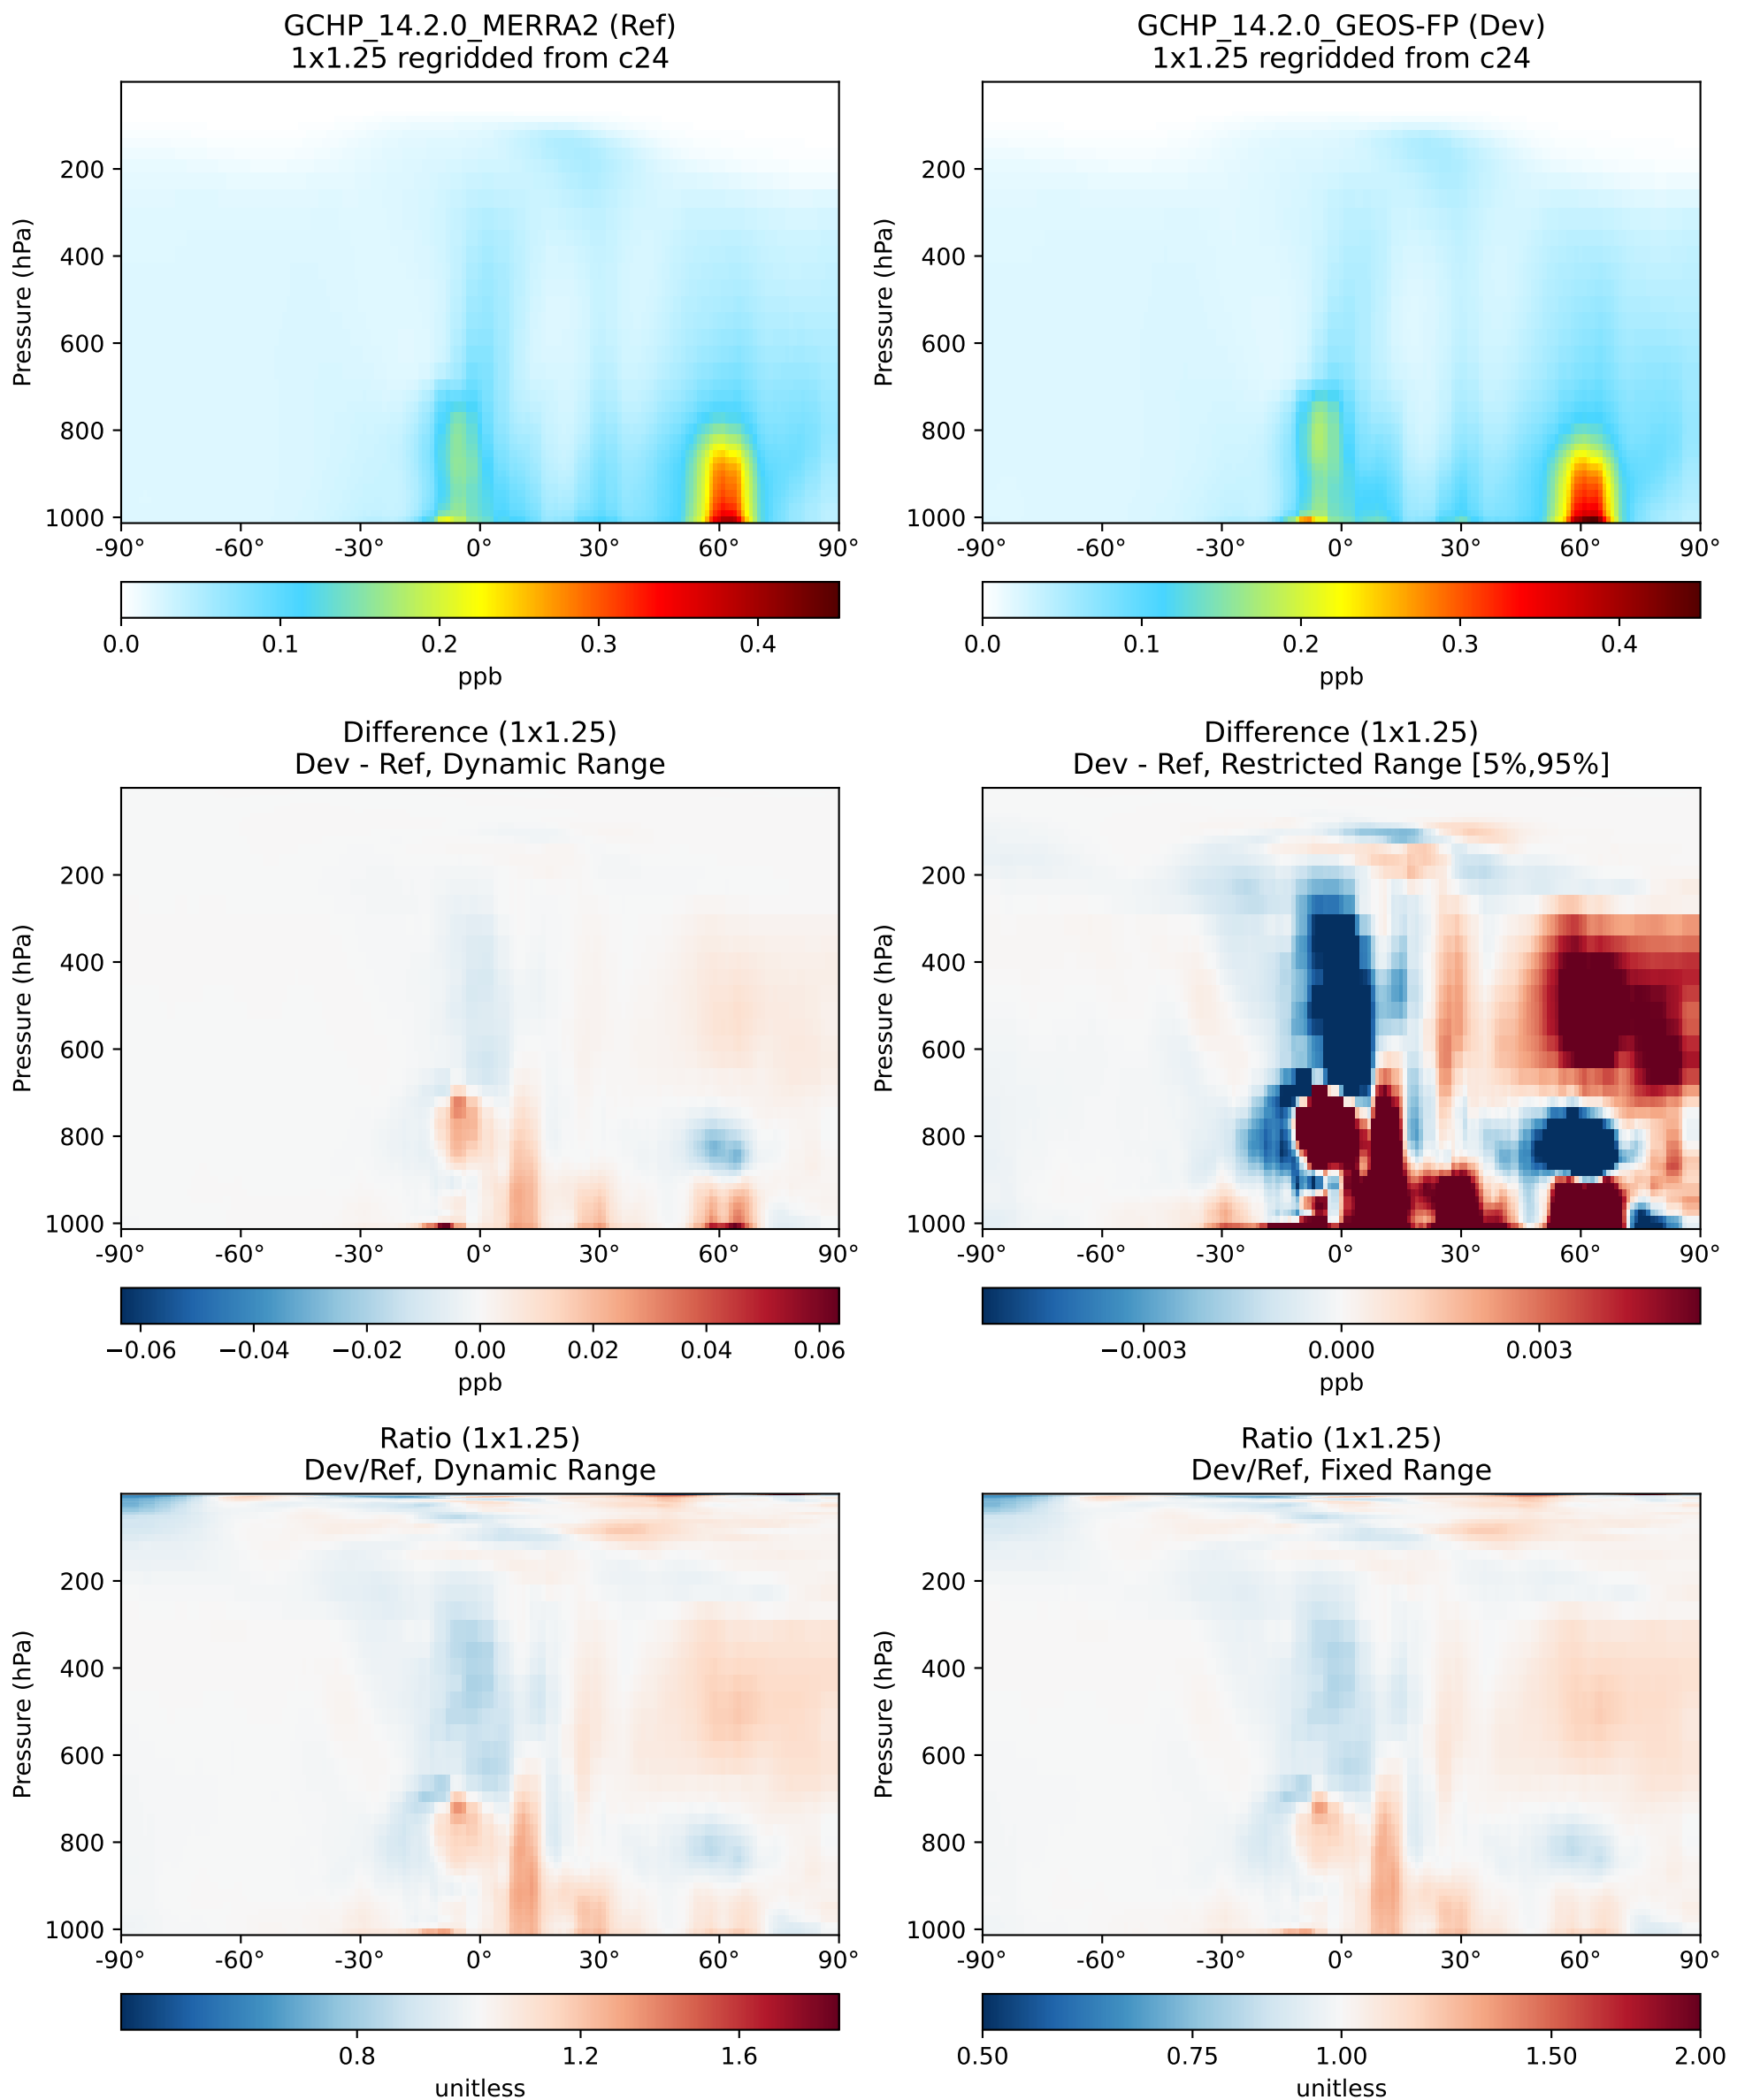 GCHP_14.2.0_MERRA2 (Ref)
1x1.25 regridded from c24
Pressure (hPa)
200
400
600
800
1000
-90° -60° -30° 0° 30° 60° 90°
0.0 0.1 0.2 0.3 0.4
ppb
GCHP_14.2.0_GEOS-FP (Dev)
1x1.25 regridded from c24
Pressure (hPa)
200
400
600
800
1000
-90° -60° -30° 0° 30° 60° 90°
0.0 0.1 0.2 0.3 0.4
ppb
Difference (1x1.25)
Dev - Ref, Dynamic Range
Pressure (hPa)
200
400
600
800
1000
-90° -60° -30° 0° 30° 60° 90°
−0.06 −0.04 −0.02 0.00 0.02 0.04 0.06
ppb
Difference (1x1.25)
Dev - Ref, Restricted Range [5%,95%]
Pressure (hPa)
200
400
600
800
1000
-90° -60° -30° 0° 30° 60° 90°
−0.003 0.000 0.003
ppb
Ratio (1x1.25)
Dev/Ref, Dynamic Range
Pressure (hPa)
200
400
600
800
1000
-90° -60° -30° 0° 30° 60° 90°
0.8 1.2 1.6
unitless
Ratio (1x1.25)
Dev/Ref, Fixed Range
Pressure (hPa)
200
400
600
800
1000
-90° -60° -30° 0° 30° 60° 90°
0.50 0.75 1.00 1.50 2.00
unitless